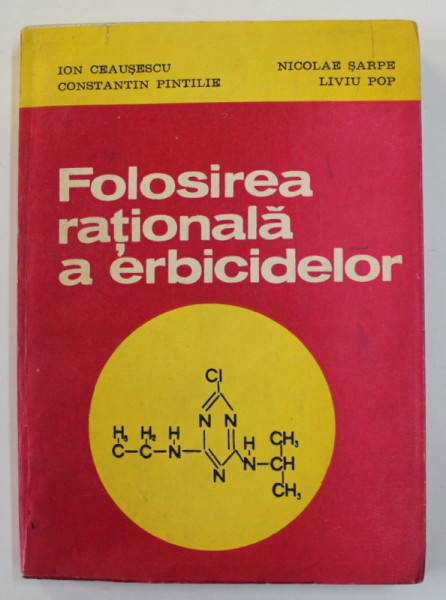 ION CEAUȘESCU
CONSTANTIN PINTILIE
NICOLAE ȘARPE
LIVIU POP
Folosirea
rațională
a erbicidelor
Cl
N N
H₃ H₂ H
C-C-N
N
H
N
CH₃
CH
CH₃